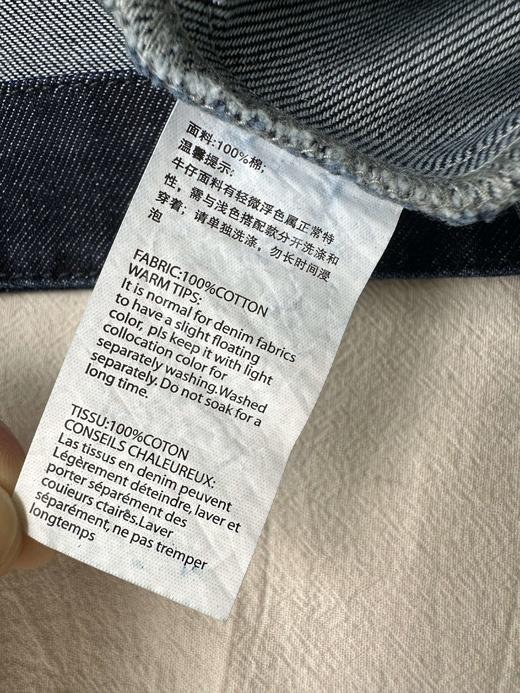 面料:100%棉;
温馨提示:
牛仔面料有轻微浮色属正常特
性，需与浅色搭配款分开洗涤和
穿着；请单独洗涤，勿长时间浸
泡
FABRIC:100%COTTON
WARM TIPS:
It is normal for denim fabrics
to have a slight floating
color, pls keep it with light
collocation color for
separately washing.Washed
separately. Do not soak for a
long time.
TISSU:100%COTON
CONSEILS CHALEUREUX:
Las tissus en denim peuvent
Légèrement déteindre, laver et
porter séparément des
couieurs ctaires.Laver
séparément, ne pas tremper
longtemps